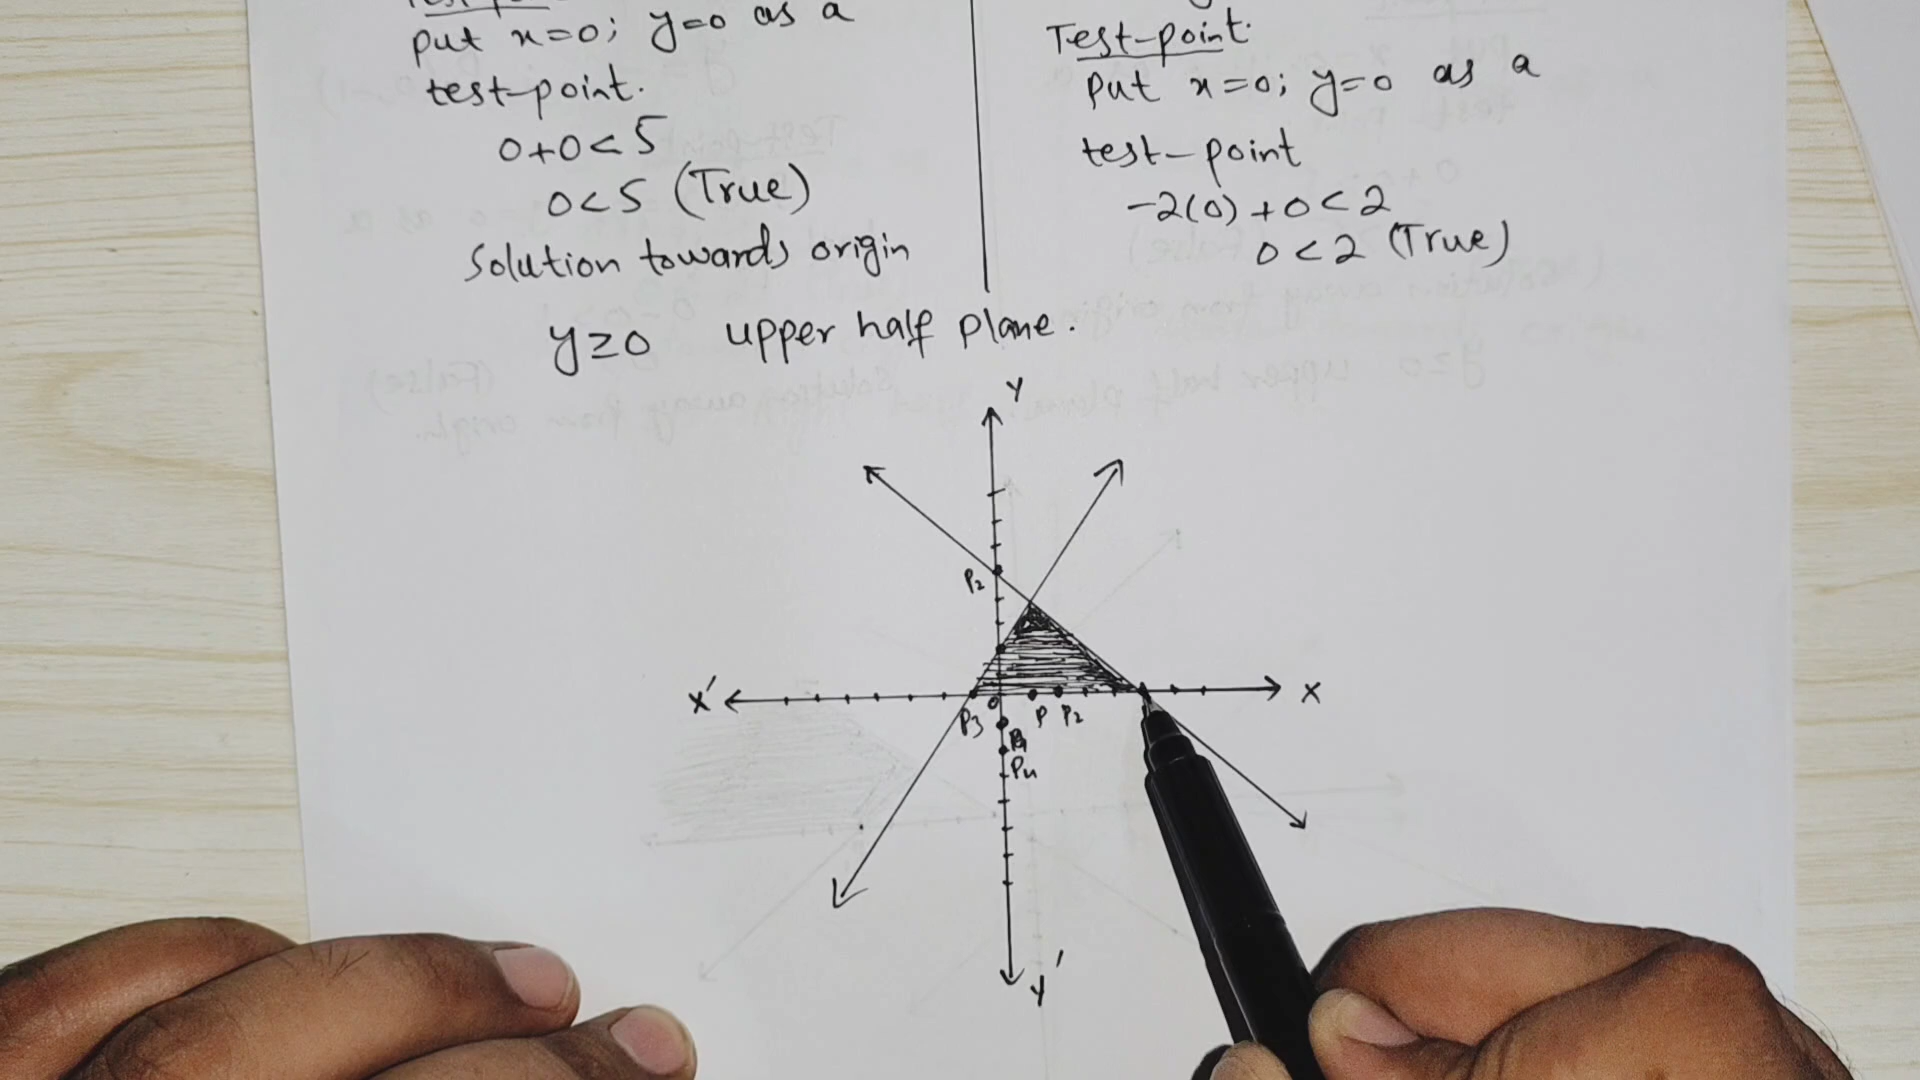 put x=0; y=0 as a
test-point.
0+0<5
0<5 (True)
Solution towards origin
Test-point:
put x=0; y=0 as a
test-point
-2(0)+0<2
0<2 (True)
y≥0 upper half plane.
Y
P2
X' X
P3 0 P P2
P4
Y'